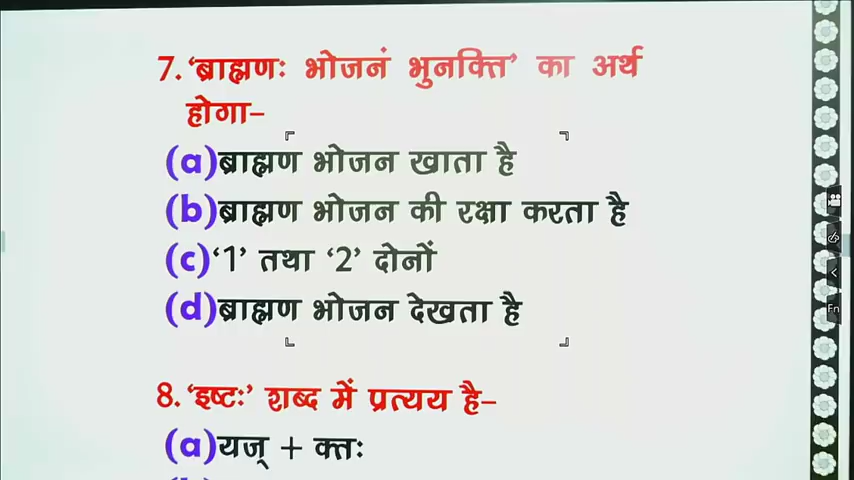 7. ‘ब्राह्मणः भोजनं भुनक्ति’ का अर्थ
होगा–
(a)ब्राह्मण भोजन खाता है
(b)ब्राह्मण भोजन की रक्षा करता है
(c)‘1’ तथा ‘2’ दोनों
(d)ब्राह्मण भोजन देखता है
8. ‘इष्टः’ शब्द में प्रत्यय है–
(a)यज् + क्तः
Fn